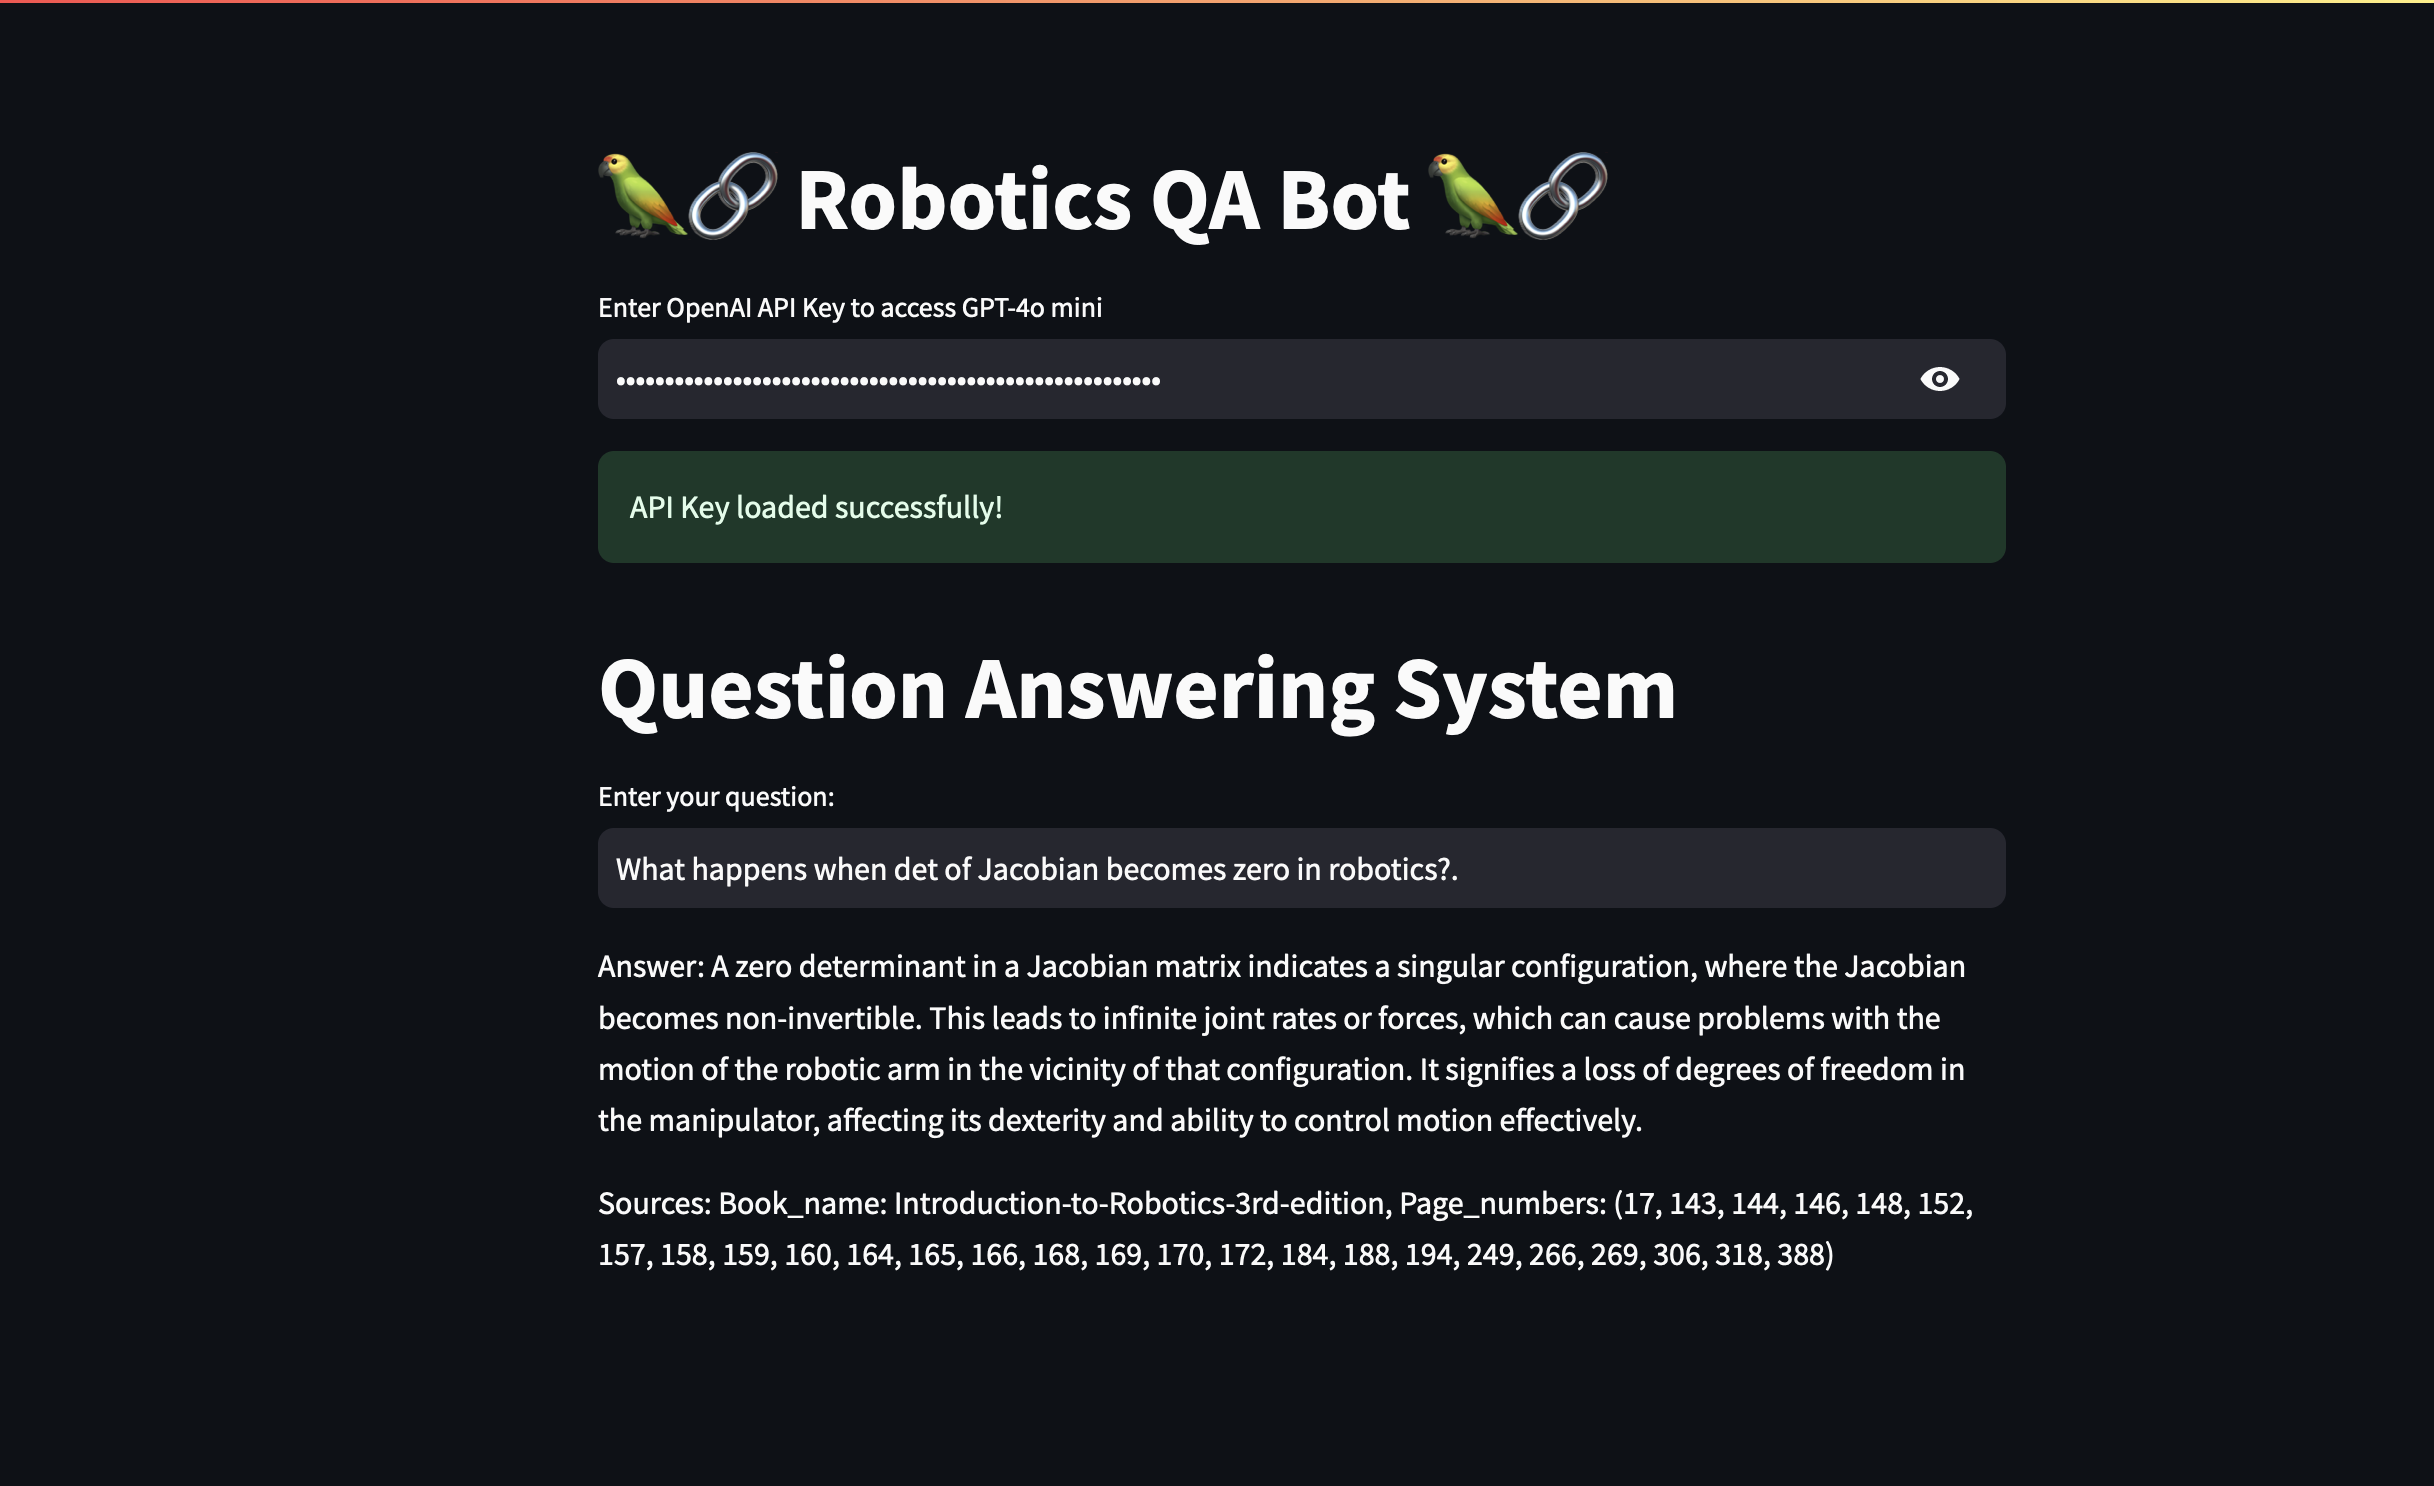 Robotics QA Bot
Enter OpenAI API Key to access GPT-4o mini
API Key loaded successfully!
Question Answering System
Enter your question:
What happens when det of Jacobian becomes zero in robotics?.
Answer: A zero determinant in a Jacobian matrix indicates a singular configuration, where the Jacobian
becomes non-invertible. This leads to infinite joint rates or forces, which can cause problems with the
motion of the robotic arm in the vicinity of that configuration. It signifies a loss of degrees of freedom in
the manipulator, affecting its dexterity and ability to control motion effectively.
Sources: Book_name: Introduction-to-Robotics-3rd-edition, Page_numbers: (17, 143, 144, 146, 148, 152,
157, 158, 159, 160, 164, 165, 166, 168, 169, 170, 172, 184, 188, 194, 249, 266, 269, 306, 318, 388)